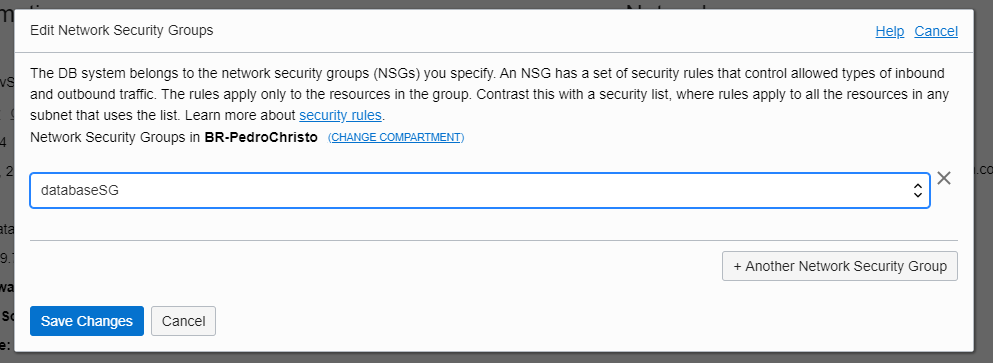 Edit Network Security Groups
Help Cancel
The DB system belongs to the network security groups (NSGs) you specify. An NSG has a set of security rules that control allowed types of inbound
and outbound traffic. The rules apply only to the resources in the group. Contrast this with a security list, where rules apply to all the resources in any
subnet that uses the list. Learn more about security rules.
Network Security Groups in BR-PedroChristo (CHANGE COMPARTMENT)
databaseSG
+ Another Network Security Group
Save Changes Cancel